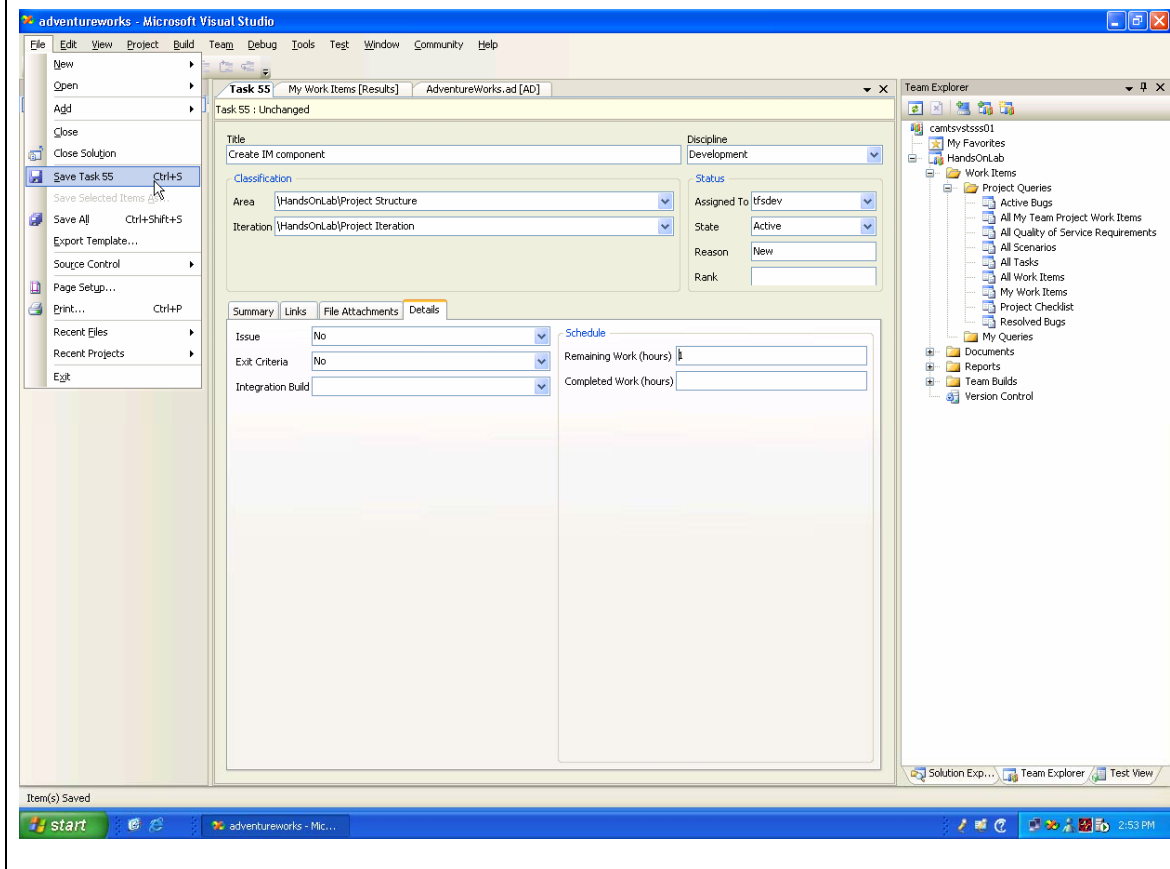 adventureworks - Microsoft Visual Studio
File Edit View Project Build Team Debug Tools Test Window Community Help
New
Open
Add
Close
Close Solution
Save Task 55 Ctrl+S
Save Selected Items As...
Save All Ctrl+Shift+S
Export Template...
Source Control
Page Setup...
Print... Ctrl+P
Recent Files
Recent Projects
Exit
Task 55 My Work Items [Results] AdventureWorks.ad [AD]
Task 55 : Unchanged
Title
Create IM component
Discipline
Development
Classification
Area \HandsOnLab\Project Structure
Iteration \HandsOnLab\Project Iteration
Status
Assigned To tfsdev
State Active
Reason New
Rank
Summary Links File Attachments Details
Issue No
Exit Criteria No
Integration Build
Schedule
Remaining Work (hours) 1
Completed Work (hours)
Team Explorer
camtsvstsss01
My Favorites
HandsOnLab
Work Items
Project Queries
Active Bugs
All My Team Project Work Items
All Quality of Service Requirements
All Scenarios
All Tasks
All Work Items
My Work Items
Project Checklist
Resolved Bugs
My Queries
Documents
Reports
Team Builds
Version Control
Solution Exp... Team Explorer Test View
Item(s) Saved
start adventureworks - Mic... 2:53 PM